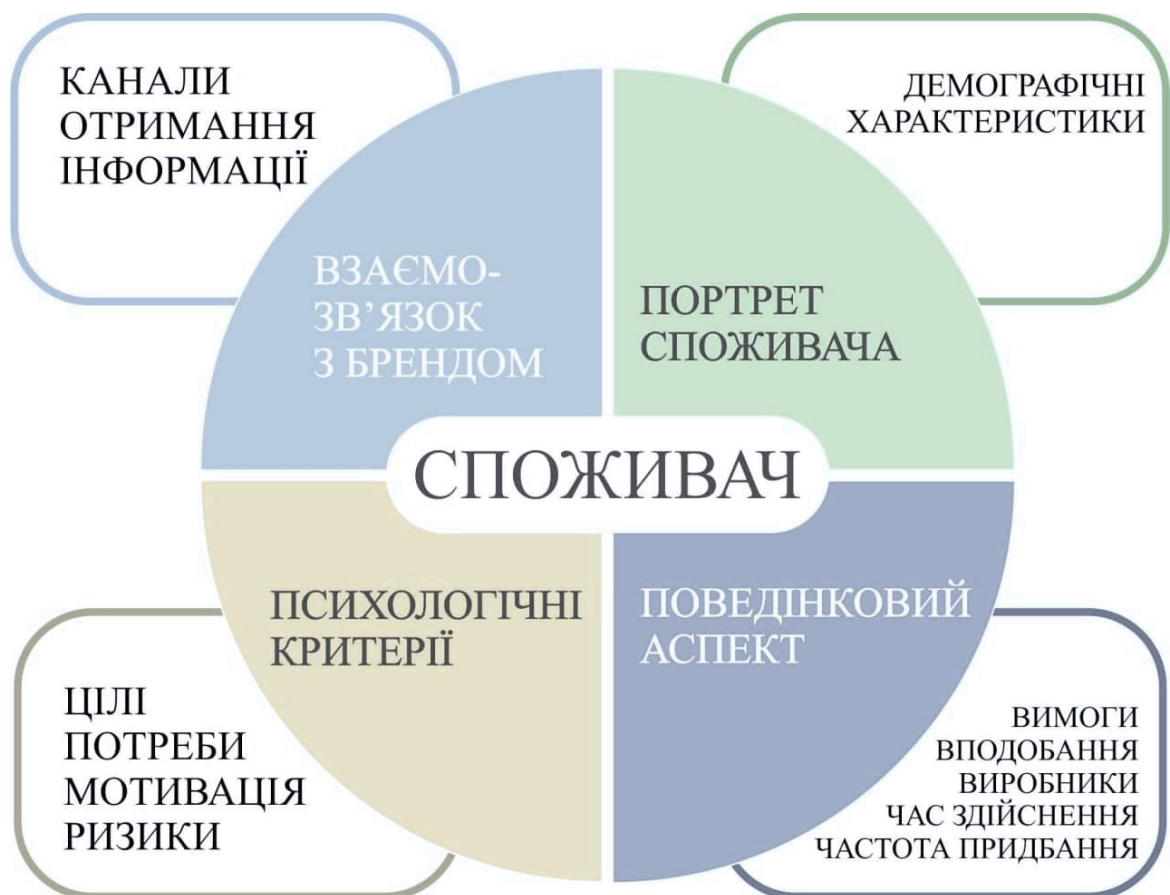 КАНАЛИ
ОТРИМАННЯ
ІНФОРМАЦІЇ
ДЕМОГРАФІЧНІ
ХАРАКТЕРИСТИКИ
ВЗАЄМО-
ЗВ’ЯЗОК
З БРЕНДОМ
ПОРТРЕТ
СПОЖИВАЧА
СПОЖИВАЧ
ПСИХОЛОГІЧНІ
КРИТЕРІЇ
ПОВЕДІНКОВИЙ
АСПЕКТ
ЦІЛІ
ПОТРЕБИ
МОТИВАЦІЯ
РИЗИКИ
ВИМОГИ
ВПОДОБАННЯ
ВИРОБНИКИ
ЧАС ЗДІЙСНЕННЯ
ЧАСТОТА ПРИДБАННЯ